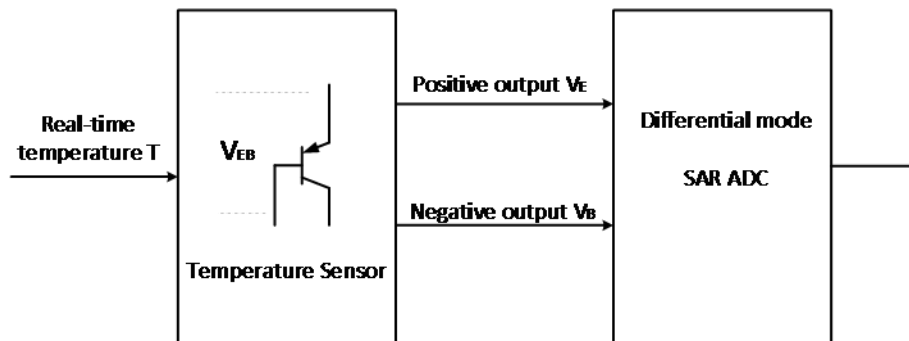 Real-time
temperature T
VEB
Temperature Sensor
Positive output VE
Negative output VB
Differential mode
SAR ADC